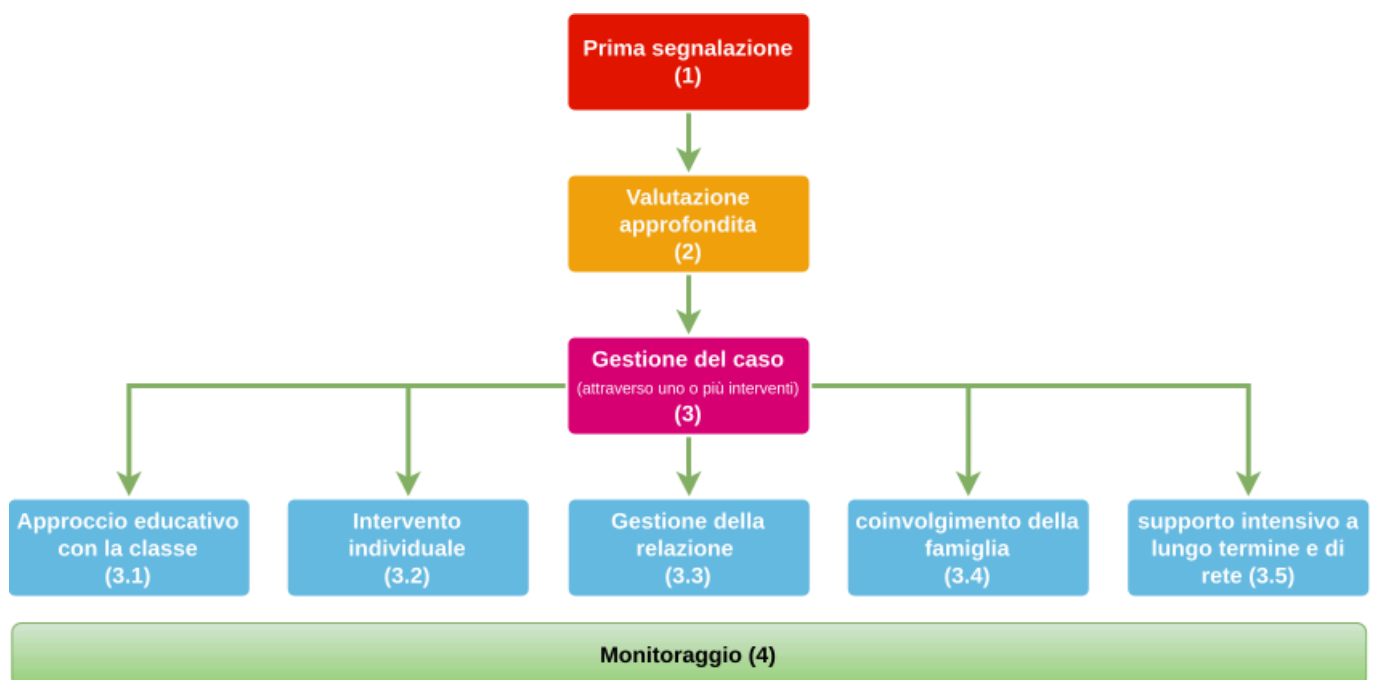 Prima segnalazione
(1)
Valutazione
approfondita
(2)
Gestione del caso
(attraverso uno o più interventi)
(3)
Approccio educativo
con la classe
(3.1)
Intervento
individuale
(3.2)
Gestione della
relazione
(3.3)
coinvolgimento della
famiglia
(3.4)
supporto intensivo a
lungo termine e di
rete (3.5)
Monitoraggio (4)